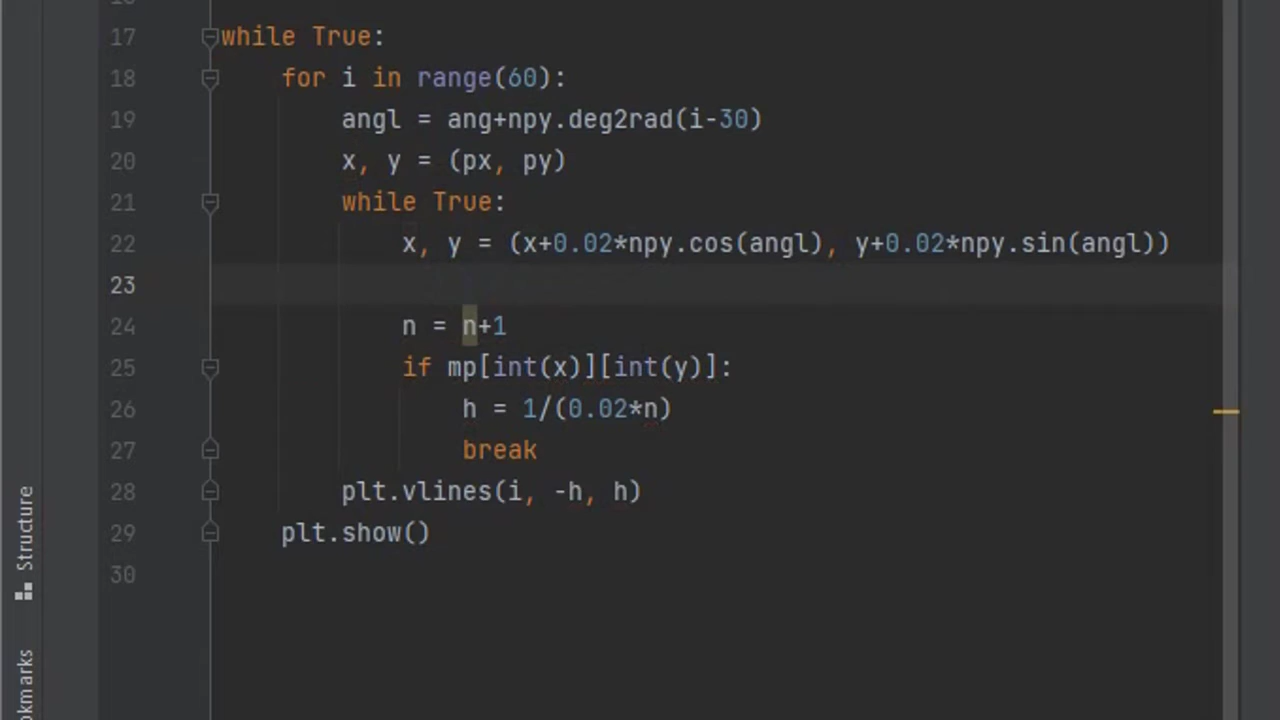 17 while True:
18 for i in range(60):
19 angl = ang+npy.deg2rad(i-30)
20 x, y = (px, py)
21 while True:
22 x, y = (x+0.02*npy.cos(angl), y+0.02*npy.sin(angl))
23
24 n = n+1
25 if mp[int(x)][int(y)]:
26 h = 1/(0.02*n)
27 break
28 plt.vlines(i, -h, h)
29 plt.show()
30
Structure